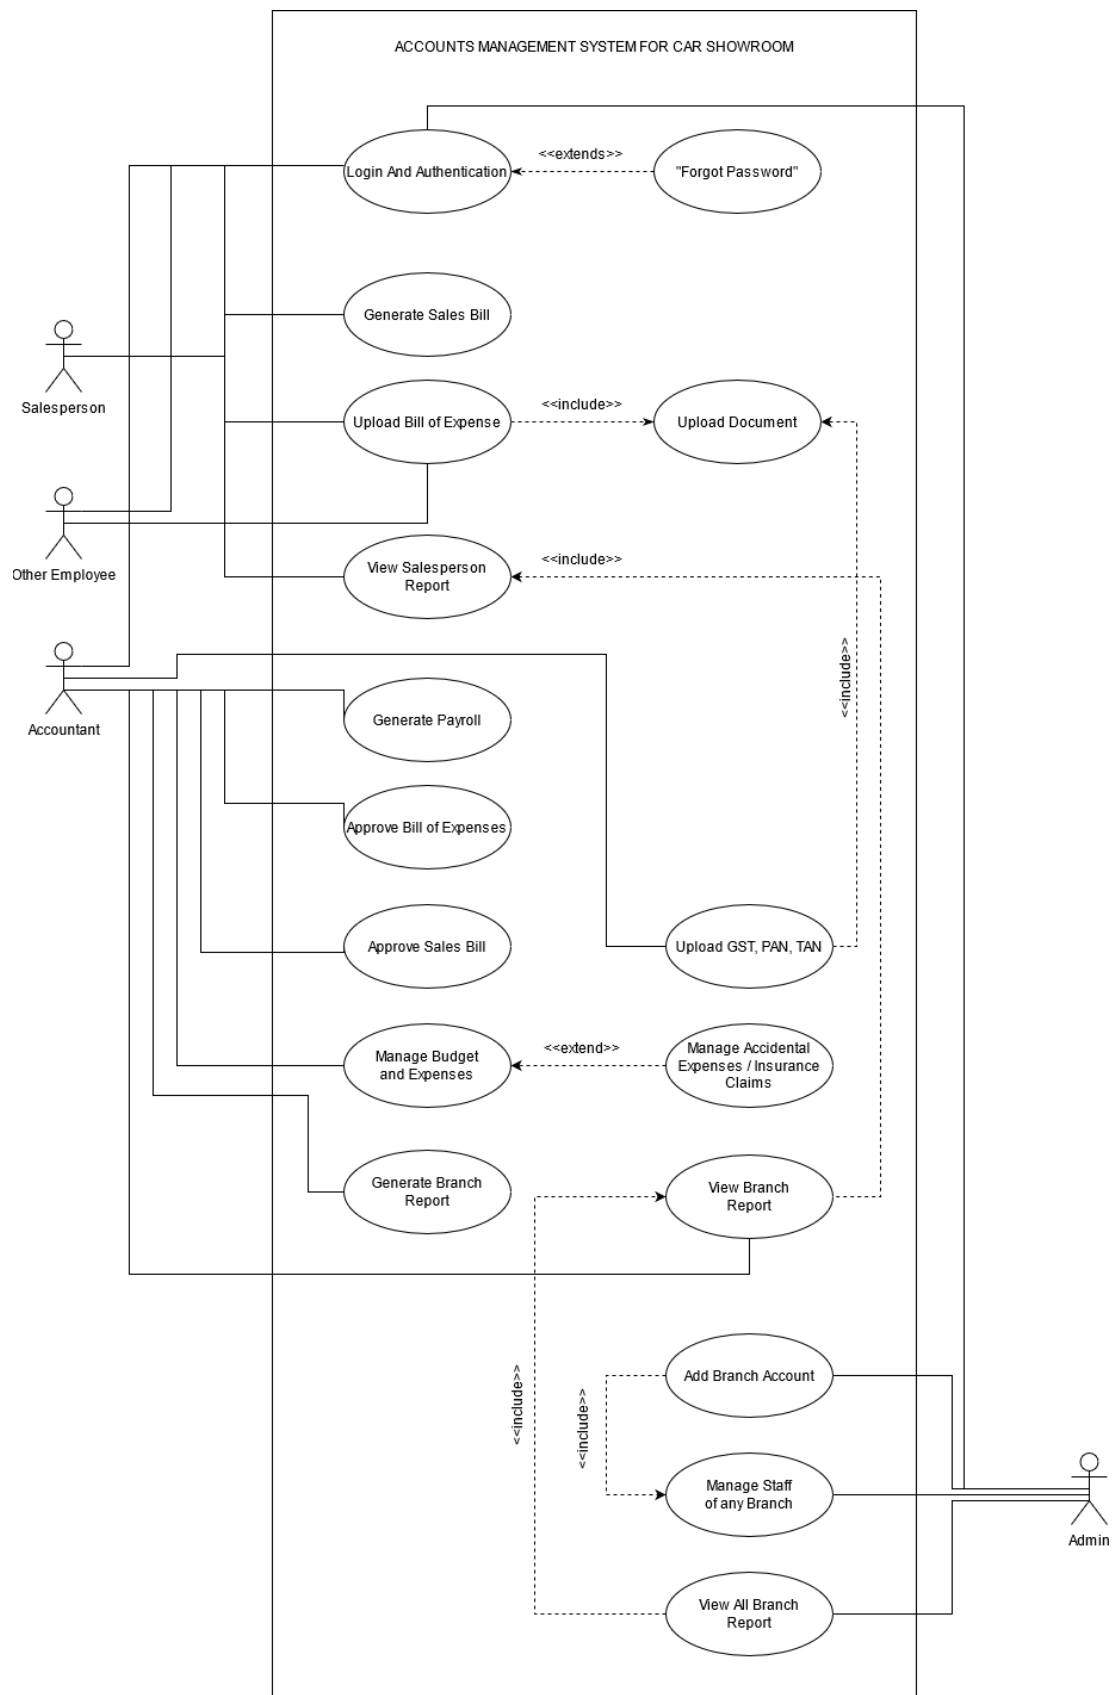 ACCOUNTS MANAGEMENT SYSTEM FOR CAR SHOWROOM
<<extends>>
Login And Authentication
"Forgot Password"
Generate Sales Bill
Salesperson
<<include>>
Upload Bill of Expense
Upload Document
Other Employee
<<include>>
View Salesperson
Report
<<include>>
Accountant
Generate Payroll
Approve Bill of Expenses
Approve Sales Bill
Upload GST, PAN, TAN
<<extend>>
Manage Budget
and Expenses
Manage Accidental
Expenses / Insurance
Claims
Generate Branch
Report
View Branch
Report
<<include>>
<<include>>
Add Branch Account
Manage Staff
of any Branch
Admin
View All Branch
Report